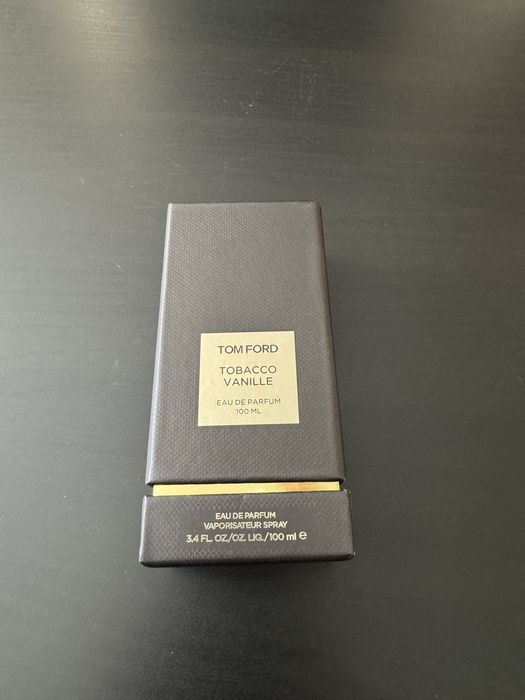 TOM FORD
TOBACCO
VANILLE
EAU DE PARFUM
100 ML
EAU DE PARFUM
VAPORISATEUR SPRAY
3.4 FL. OZ./OZ. LIQ./100 ml ℮